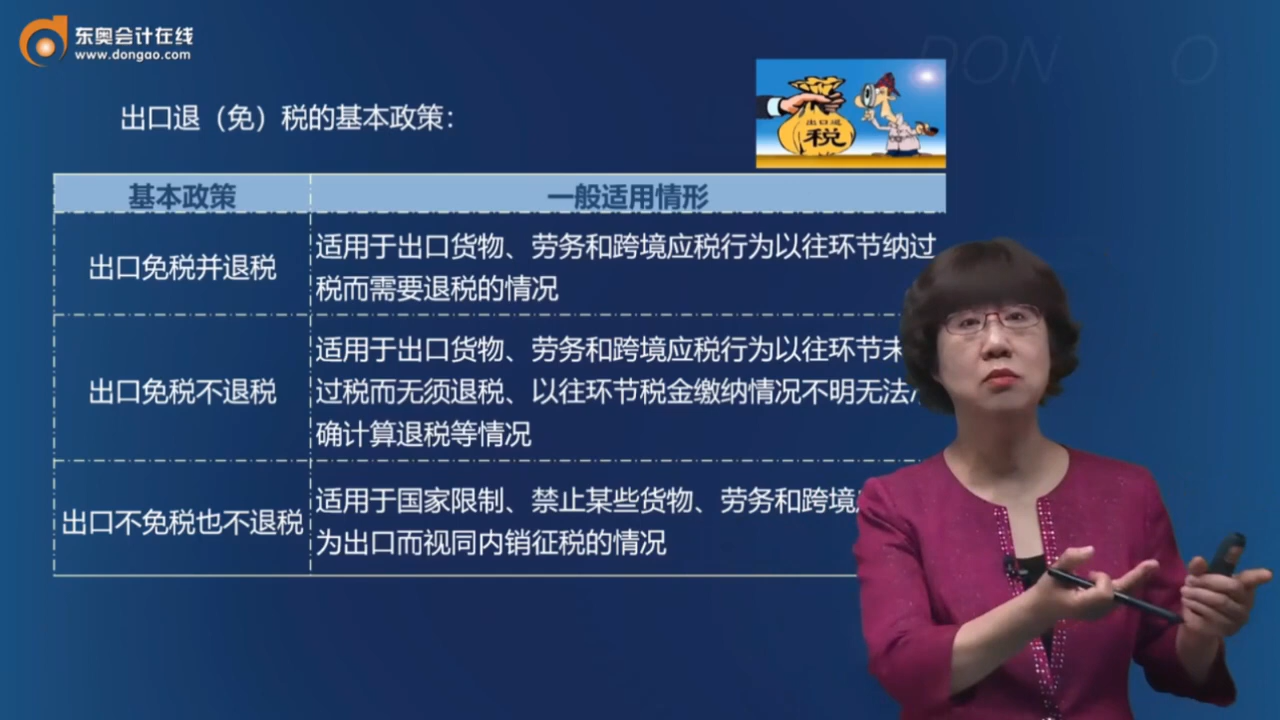 东奥会计在线
www.dongao.com
DON
O
出口退（免）税的基本政策：
出口退
税
基本政策
一般适用情形
出口免税并退税
适用于出口货物、劳务和跨境应税行为以往环节纳过
税而需要退税的情况
出口免税不退税
适用于出口货物、劳务和跨境应税行为以往环节未
过税而无须退税、以往环节税金缴纳情况不明无法
确计算退税等情况
出口不免税也不退税
适用于国家限制、禁止某些货物、劳务和跨境
为出口而视同内销征税的情况